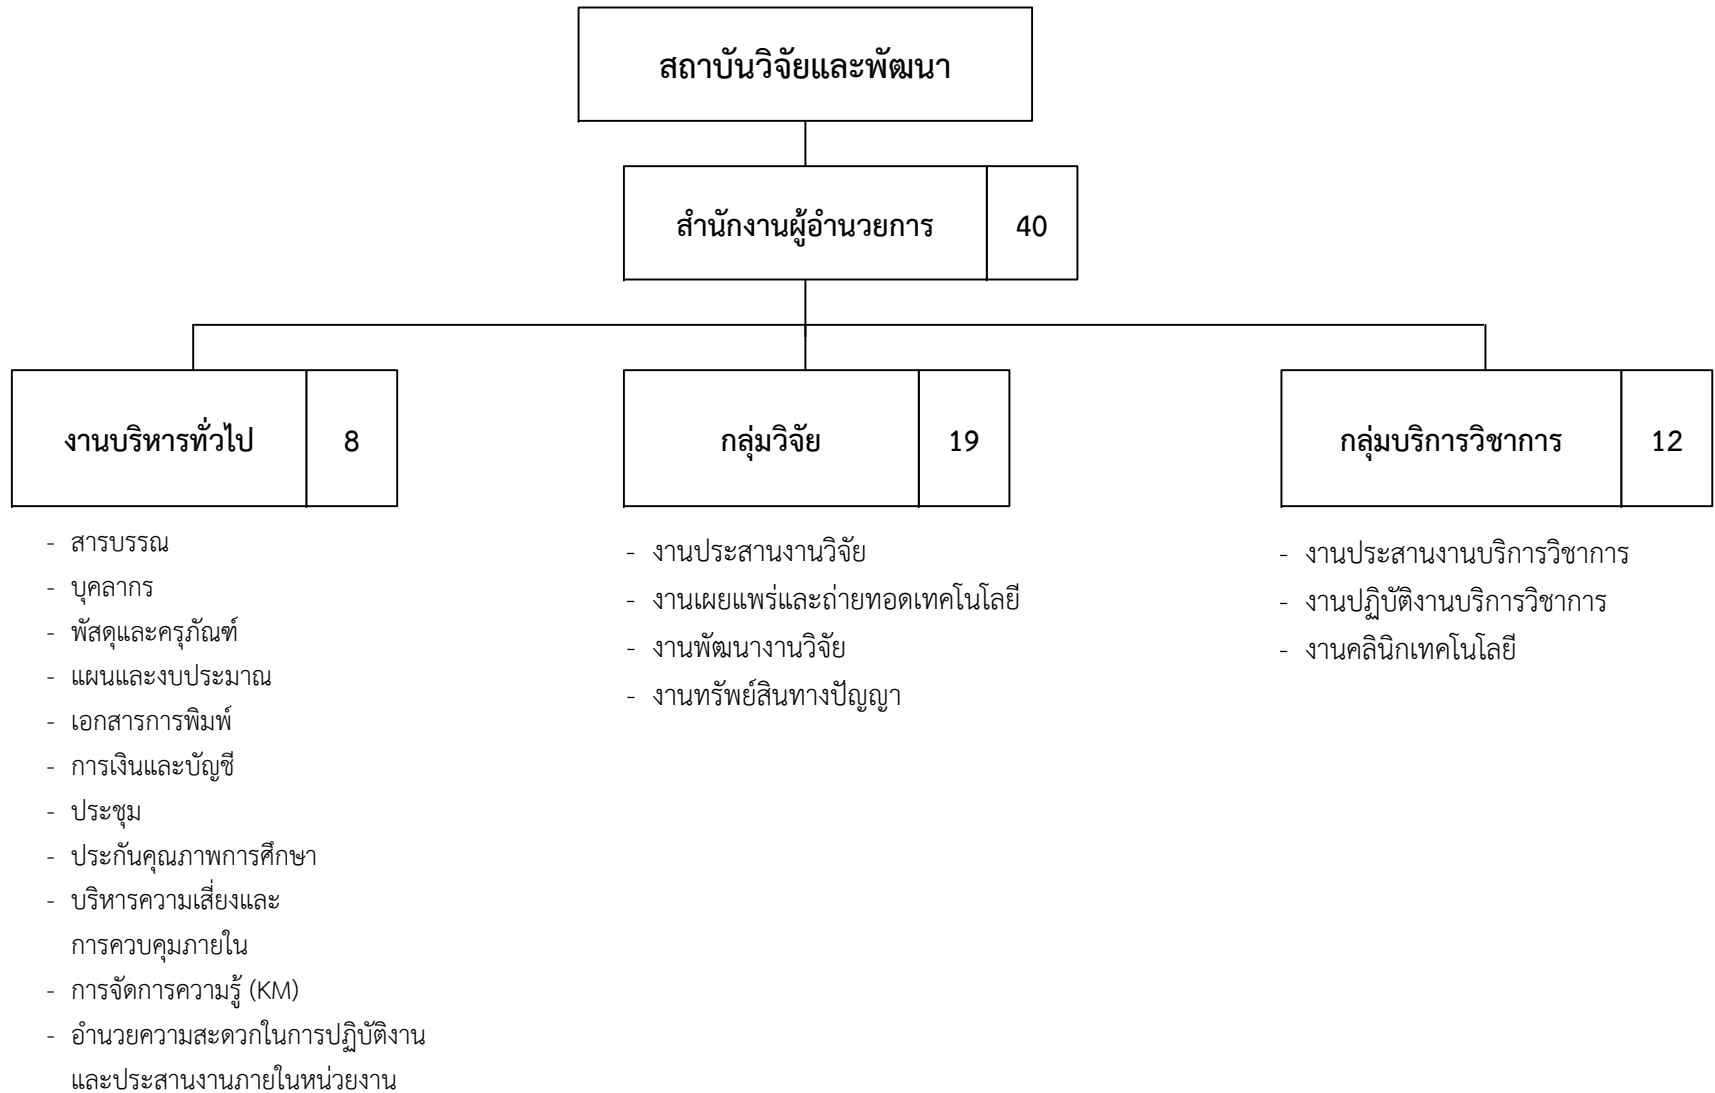 สถาบันวิจัยและพัฒนา
สำนักงานผู้อำนวยการ 40
งานบริหารทั่วไป 8
- สารบรรณ
- บุคลากร
- พัสดุและครุภัณฑ์
- แผนและงบประมาณ
- เอกสารการพิมพ์
- การเงินและบัญชี
- ประชุม
- ประกันคุณภาพการศึกษา
- บริหารความเสี่ยงและ
การควบคุมภายใน
- การจัดการความรู้ (KM)
- อำนวยความสะดวกในการปฏิบัติงาน
และประสานงานภายในหน่วยงาน
กลุ่มวิจัย 19
- งานประสานงานวิจัย
- งานเผยแพร่และถ่ายทอดเทคโนโลยี
- งานพัฒนางานวิจัย
- งานทรัพย์สินทางปัญญา
กลุ่มบริการวิชาการ 12
- งานประสานงานบริการวิชาการ
- งานปฏิบัติงานบริการวิชาการ
- งานคลินิกเทคโนโลยี